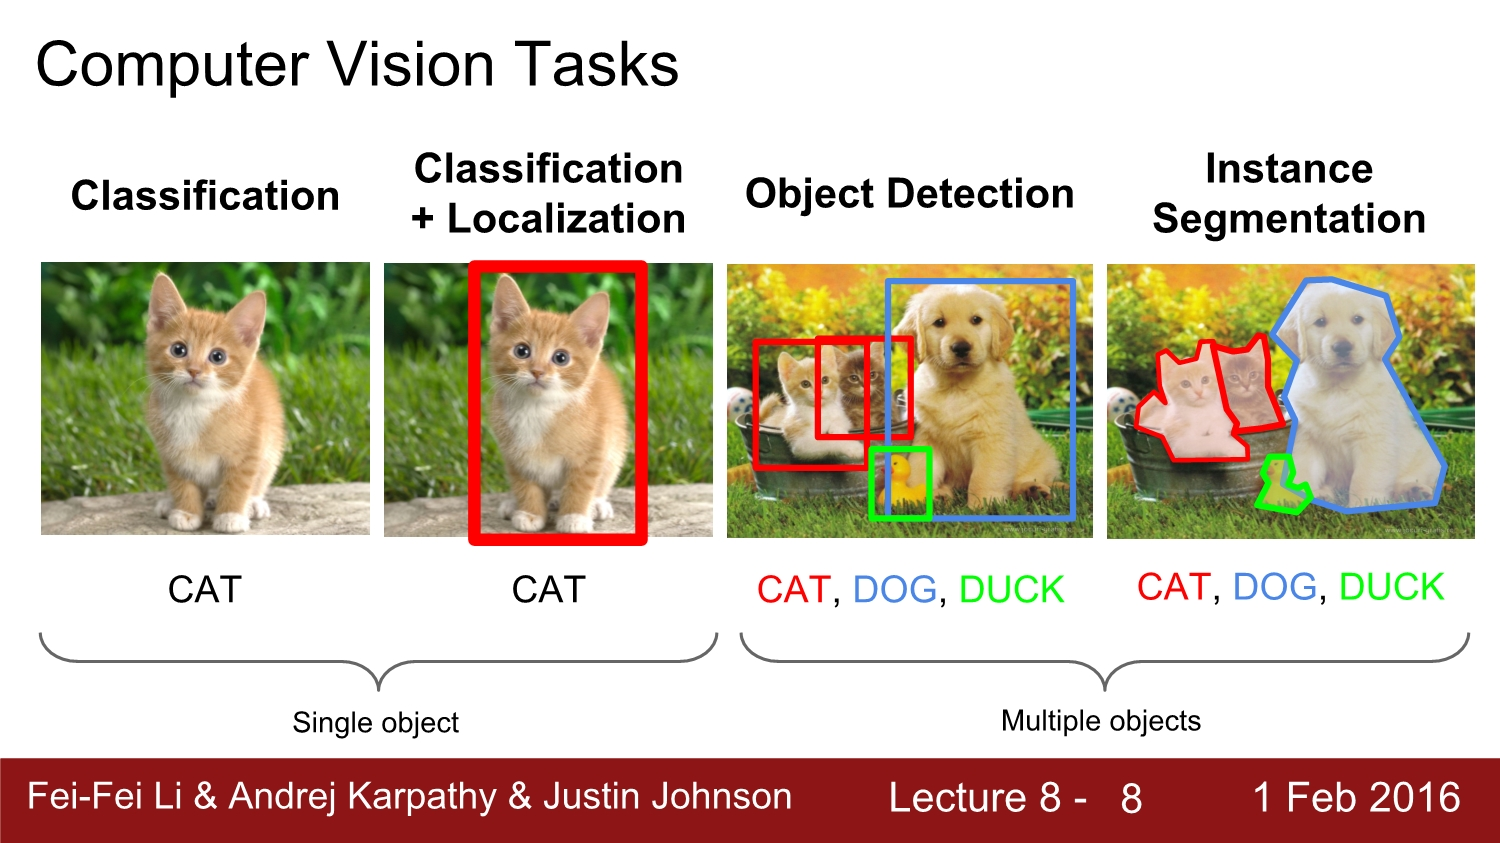 Computer Vision Tasks
Classification
Classification
+ Localization
Object Detection
Instance
Segmentation
CAT
CAT
CAT, DOG, DUCK
CAT, DOG, DUCK
Single object
Multiple objects
Fei-Fei Li & Andrej Karpathy & Justin Johnson
Lecture 8 - 8
1 Feb 2016